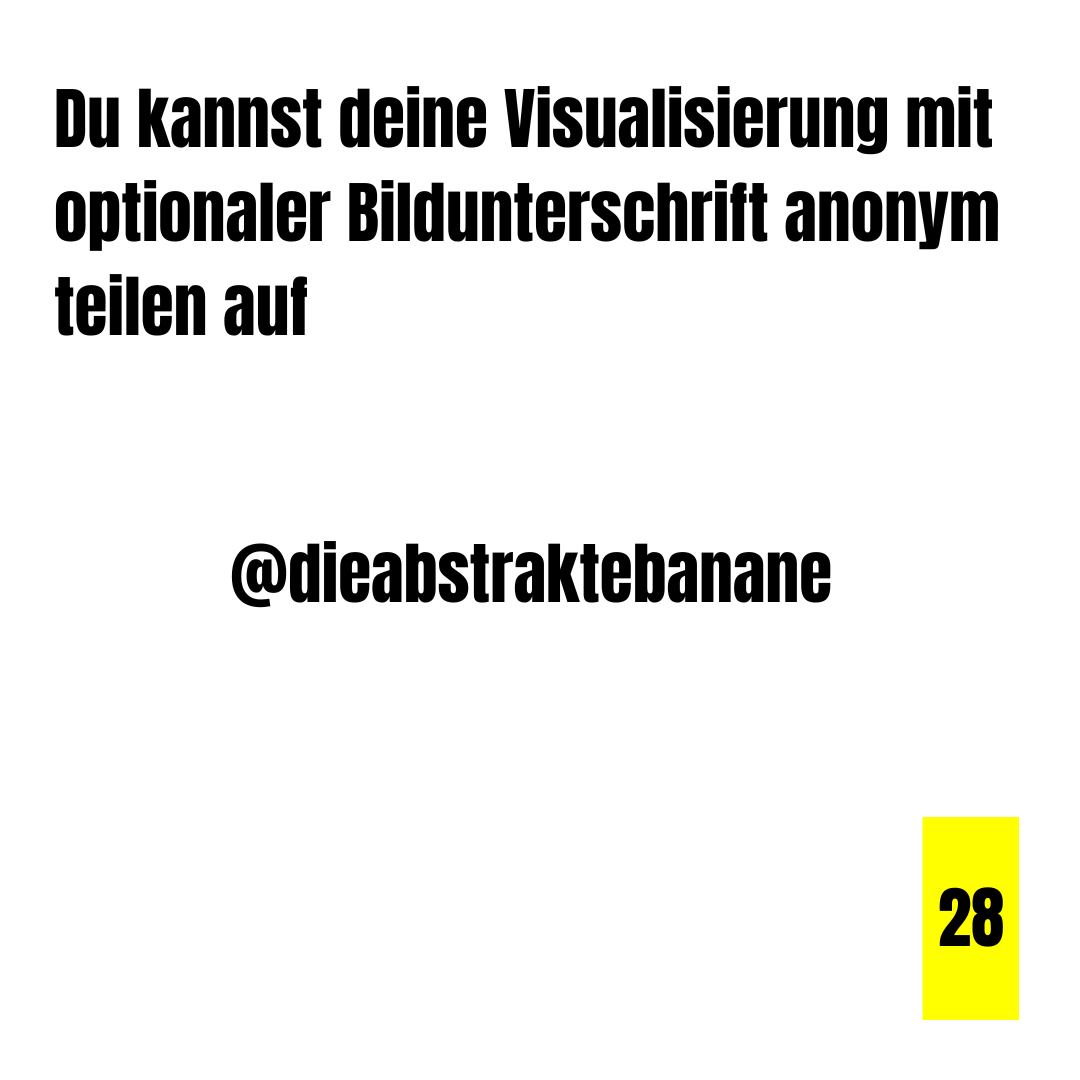 Du kannst deine Visualisierung mit
optionaler Bildunterschrift anonym
teilen auf
@dieabstraktebanane
28